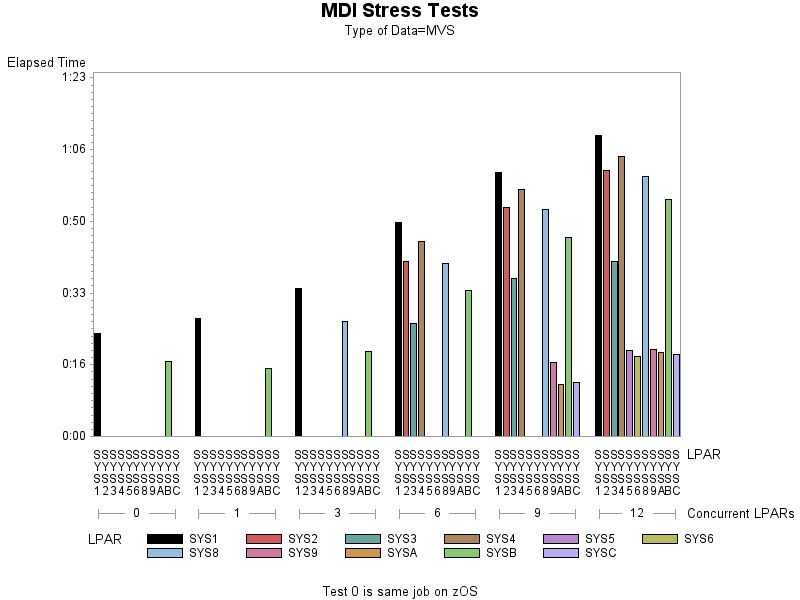 MDI Stress Tests
Type of Data=MVS
Elapsed Time
1:23
1:06
0:50
0:33
0:16
0:00
SSSSSSSSSSS SSSSSSSSSSS SSSSSSSSSSS SSSSSSSSSSS SSSSSSSSSSS SSSSSSSSSSS LPAR
YYYYYYYYYYY YYYYYYYYYYY YYYYYYYYYYY YYYYYYYYYYY YYYYYYYYYYY YYYYYYYYYYY
SSSSSSSSSSS SSSSSSSSSSS SSSSSSSSSSS SSSSSSSSSSS SSSSSSSSSSS SSSSSSSSSSS
12345689ABC 12345689ABC 12345689ABC 12345689ABC 12345689ABC 12345689ABC
0 1 3 6 9 12 Concurrent LPARs
LPAR SYS1 SYS2 SYS3 SYS4 SYS5 SYS6
SYS8 SYS9 SYSA SYSB SYSC
Test 0 is same job on zOS